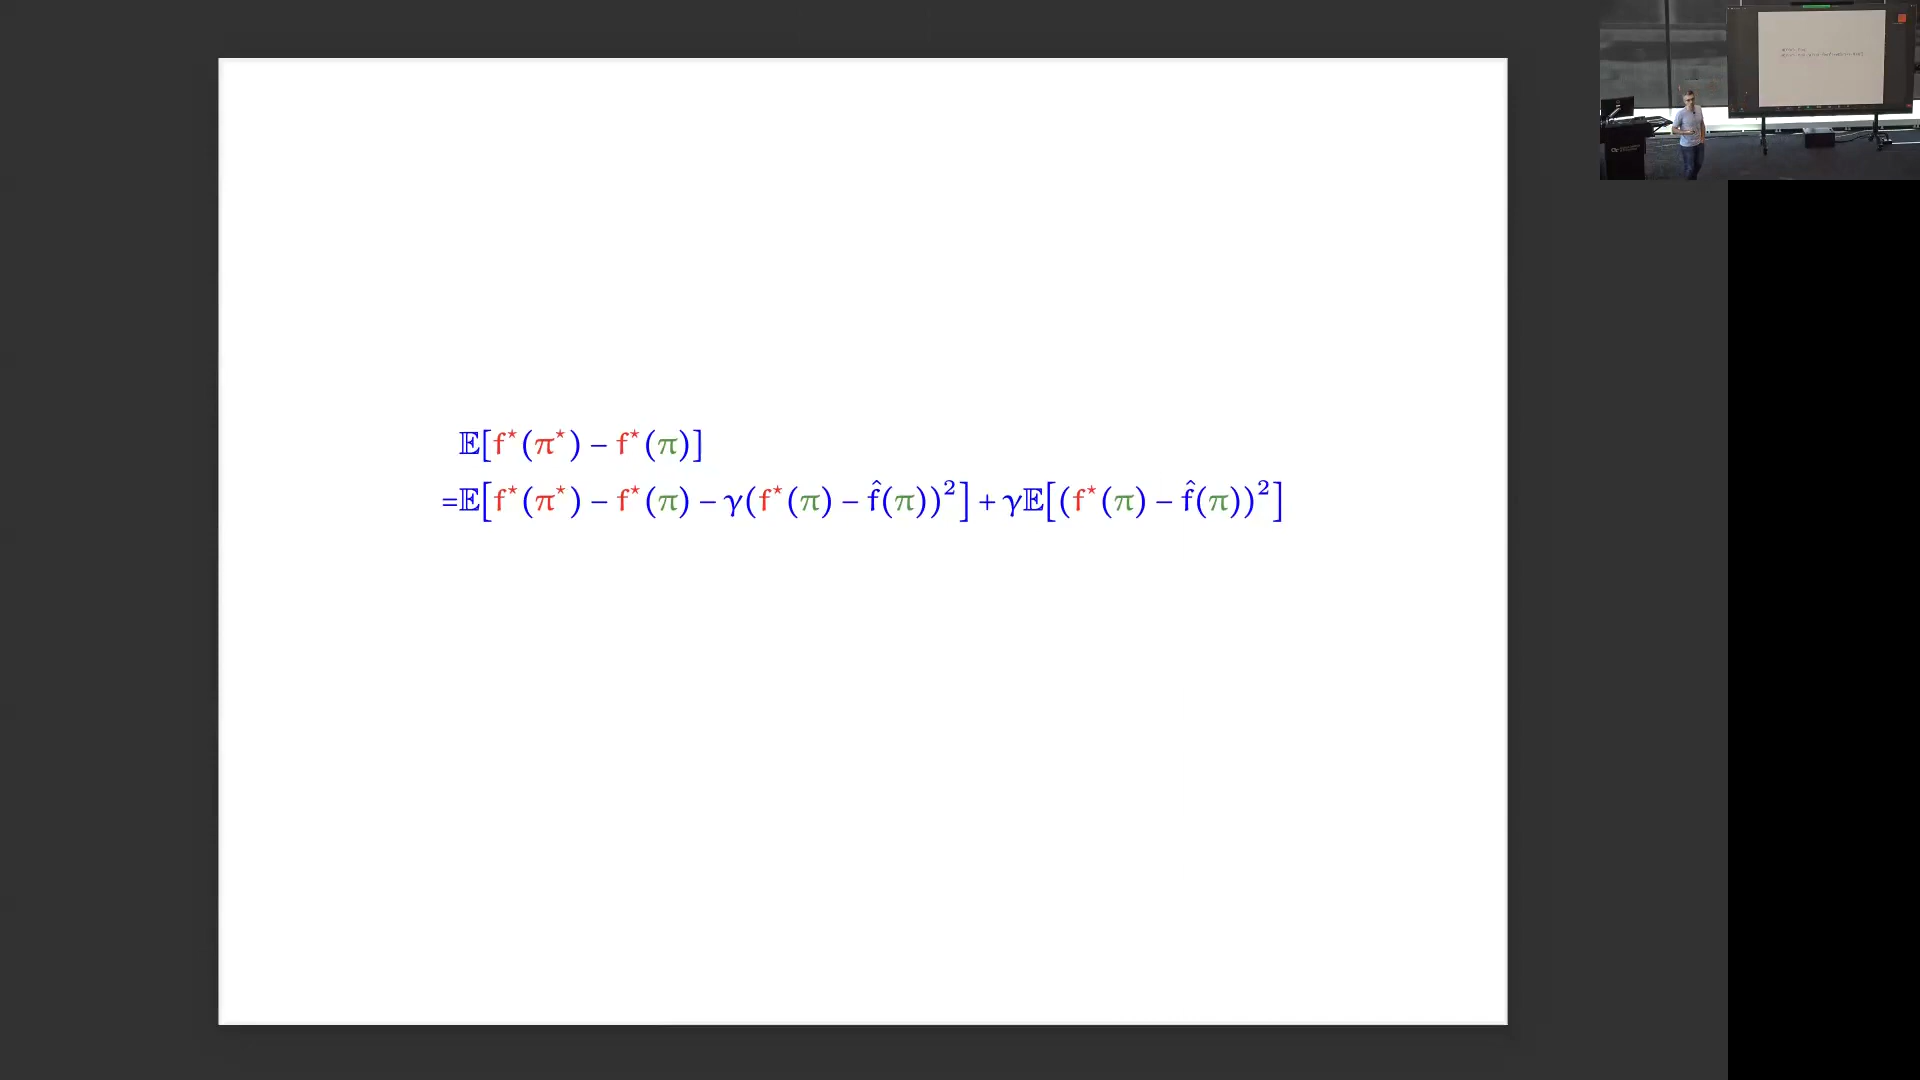 𝔼[f⋆(π⋆) − f⋆(π)]
=𝔼[f⋆(π⋆) − f⋆(π) − γ(f⋆(π) − f̂(π))²] + γ𝔼[(f⋆(π) − f̂(π))²]